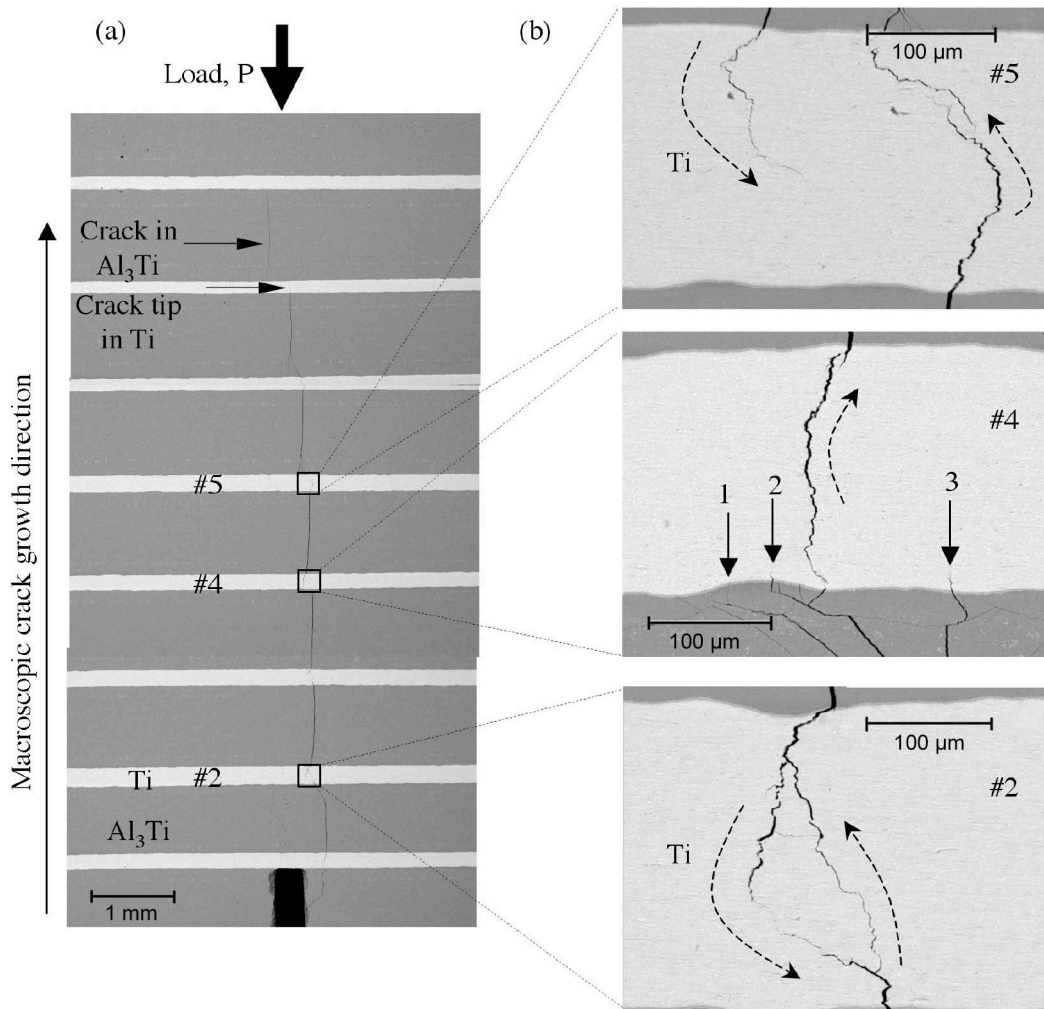 (a)
Load, P
Crack in
Al₃Ti
Crack tip
in Ti
#5
#4
Ti
#2
Al₃Ti
1 mm
Macroscopic crack growth direction
(b)
100 µm
#5
Ti
#4
1
2
3
100 µm
100 µm
#2
Ti